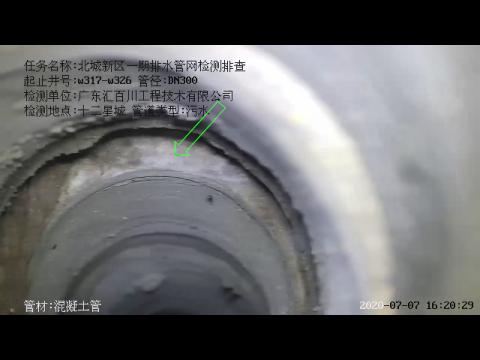 任务名称:北城新区一期排水管网检测排查
起止井号:w317-w326 管径:DN300
检测单位:广东汇百川工程技术有限公司
检测地点:十二星城 管道类型:污水
管材:混凝土管
2020-07-07 16:20:29